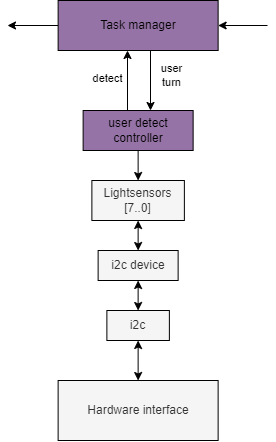 Task manager
detect
user
turn
user detect
controller
Lightsensors
[7..0]
i2c device
i2c
Hardware interface